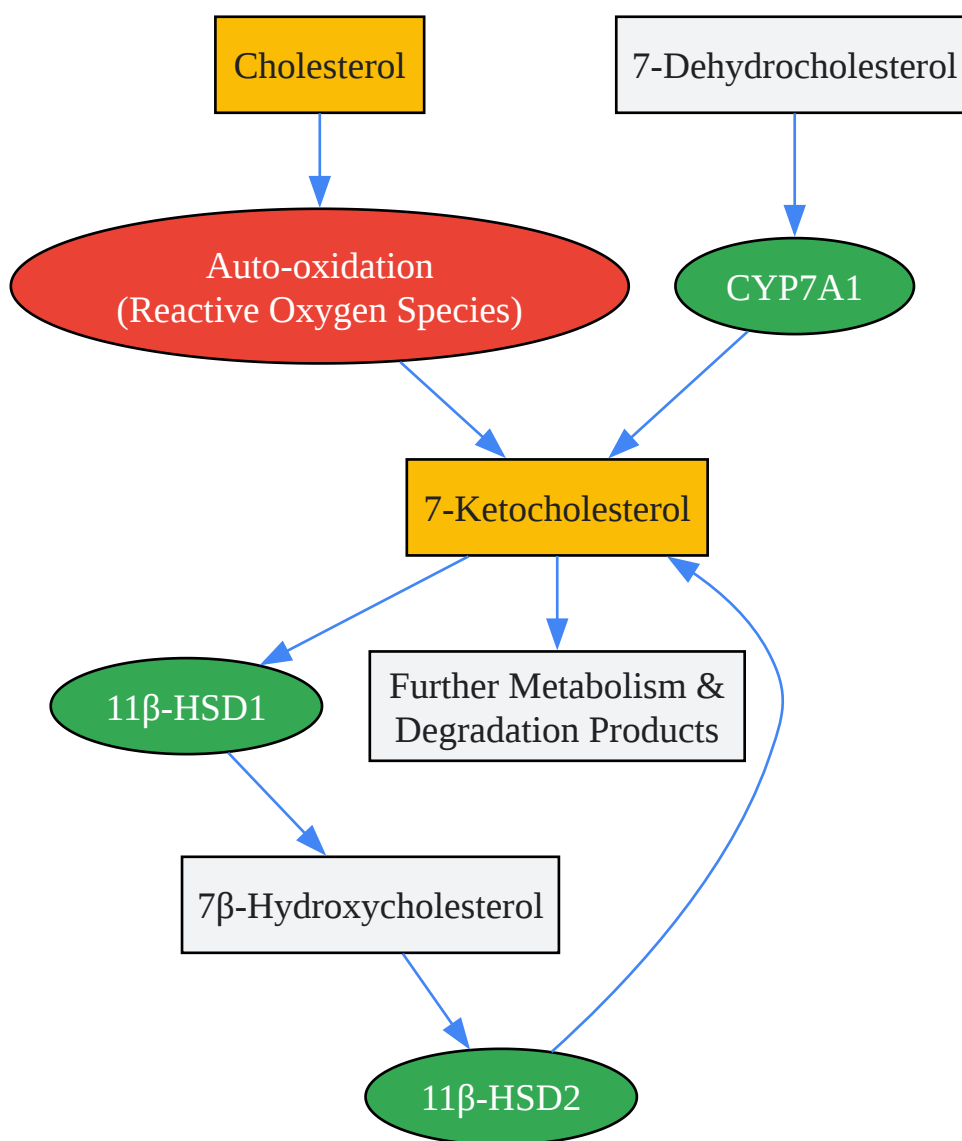 Cholesterol
7-Dehydrocholesterol
Auto-oxidation
(Reactive Oxygen Species)
CYP7A1
7-Ketocholesterol
11β-HSD1
Further Metabolism &
Degradation Products
7β-Hydroxycholesterol
11β-HSD2